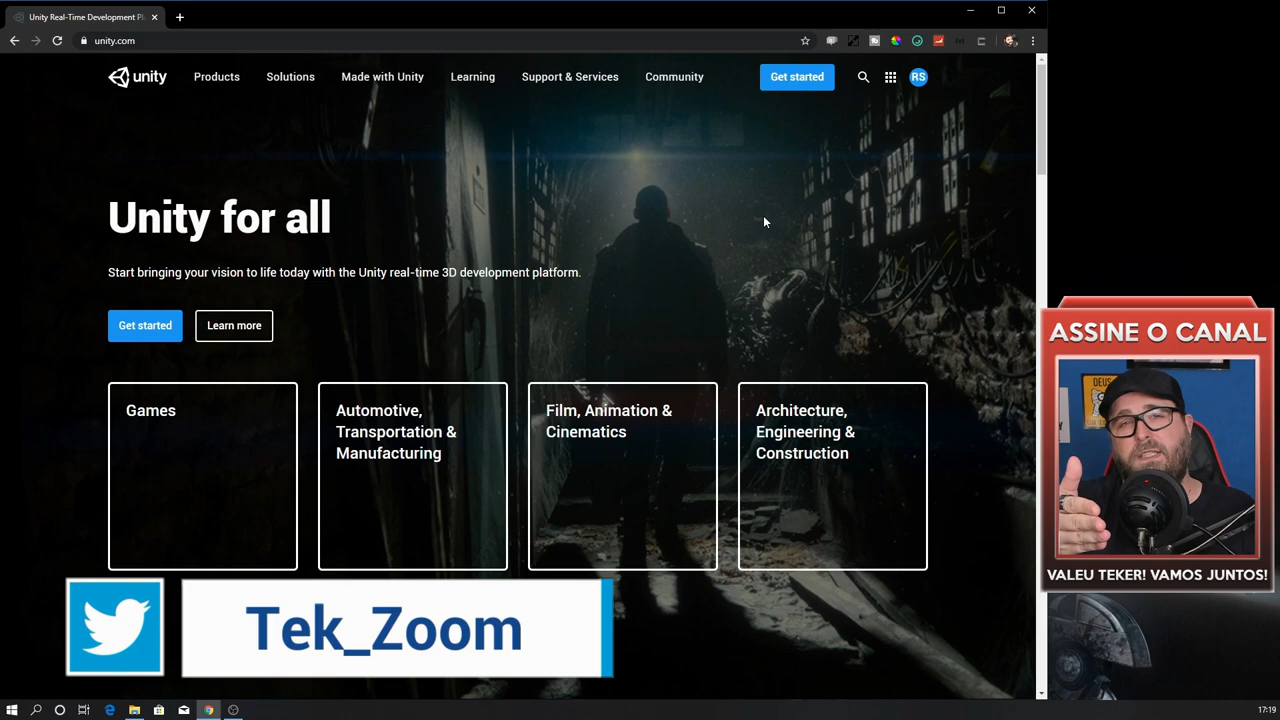 Unity Real-Time Development Pl
unity.com
unity
Products
Solutions
Made with Unity
Learning
Support & Services
Community
Get started
RS
Unity for all
Start bringing your vision to life today with the Unity real-time 3D development platform.
Get started
Learn more
Games
Automotive,
Transportation &
Manufacturing
Film, Animation &
Cinematics
Architecture,
Engineering &
Construction
ASSINE O CANAL
DEUS
VALEU TEKER! VAMOS JUNTOS!
Tek_Zoom
17:19